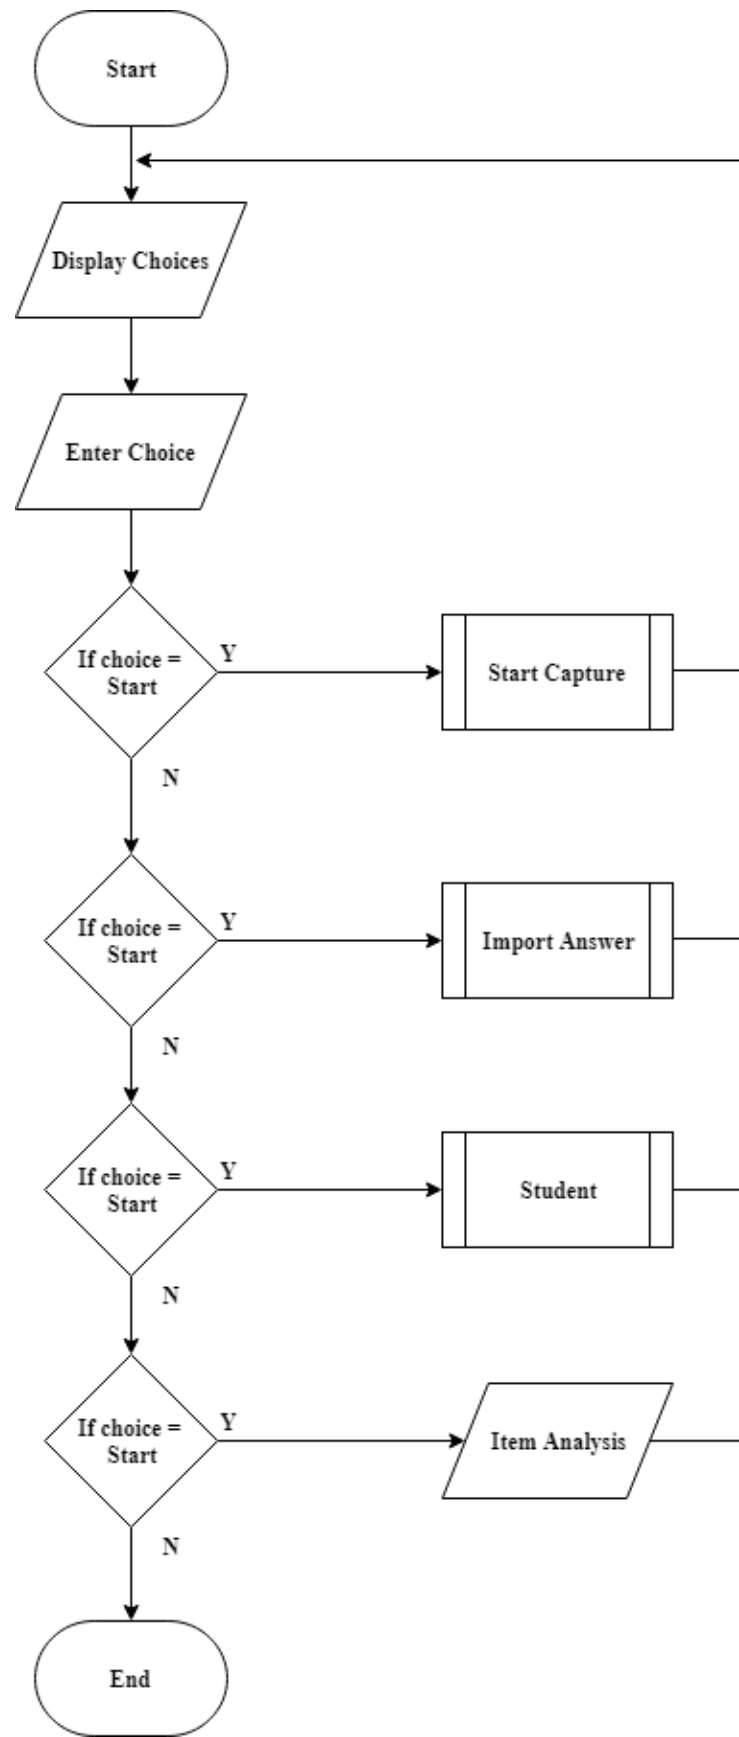 Start
Display Choices
Enter Choice
If choice =
Start
Y
Start Capture
N
If choice =
Start
Y
Import Answer
N
If choice =
Start
Y
Student
N
If choice =
Start
Y
Item Analysis
N
End